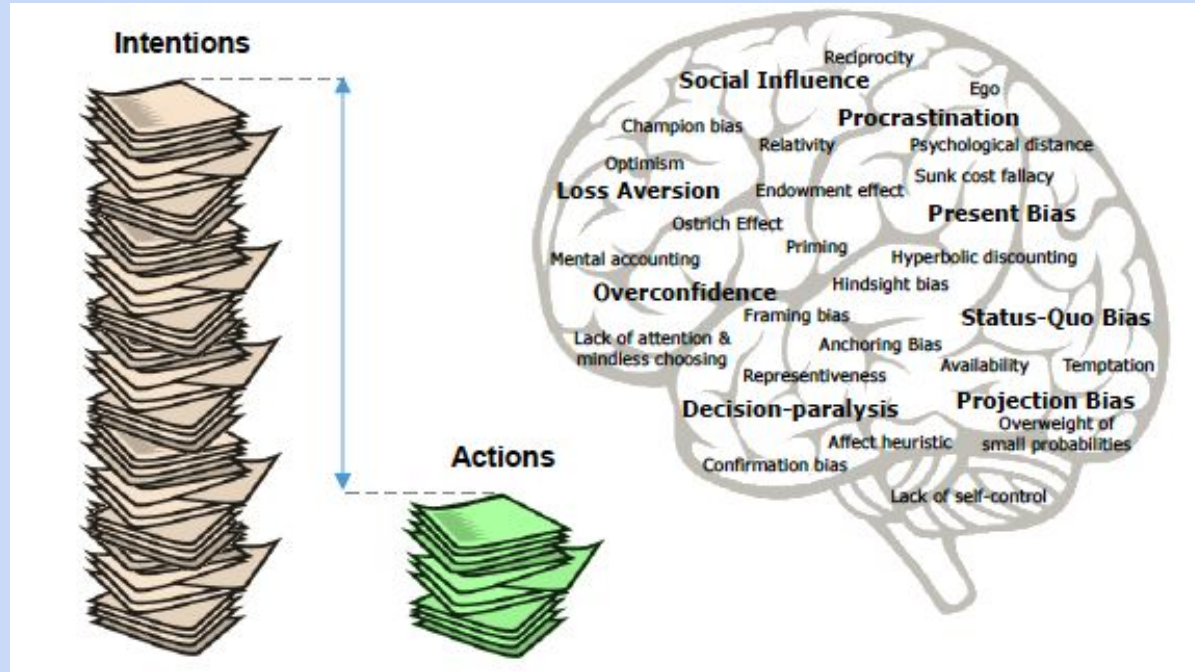 Intentions
Actions
Reciprocity
Social Influence
Ego
Procrastination
Champion bias
Relativity
Psychological distance
Optimism
Sunk cost fallacy
Loss Aversion
Endowment effect
Present Bias
Ostrich Effect
Priming
Mental accounting
Hyperbolic discounting
Hindsight bias
Overconfidence
Framing bias
Status-Quo Bias
Lack of attention &
mindless choosing
Anchoring Bias
Availability
Temptation
Representiveness
Decision-paralysis
Projection Bias
Overweight of
small probabilities
Affect heuristic
Confirmation bias
Lack of self-control